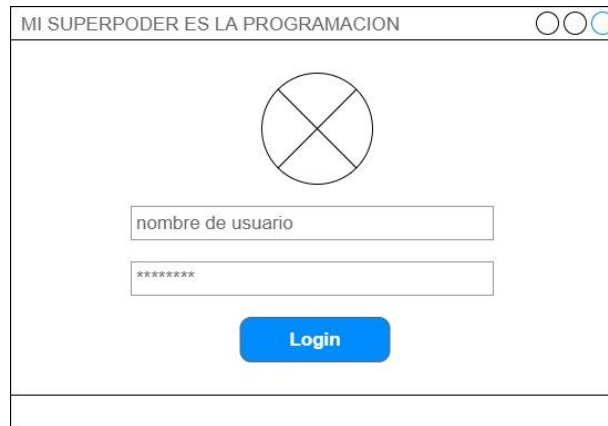 MI SUPERPODER ES LA PROGRAMACION
nombre de usuario
********
Login